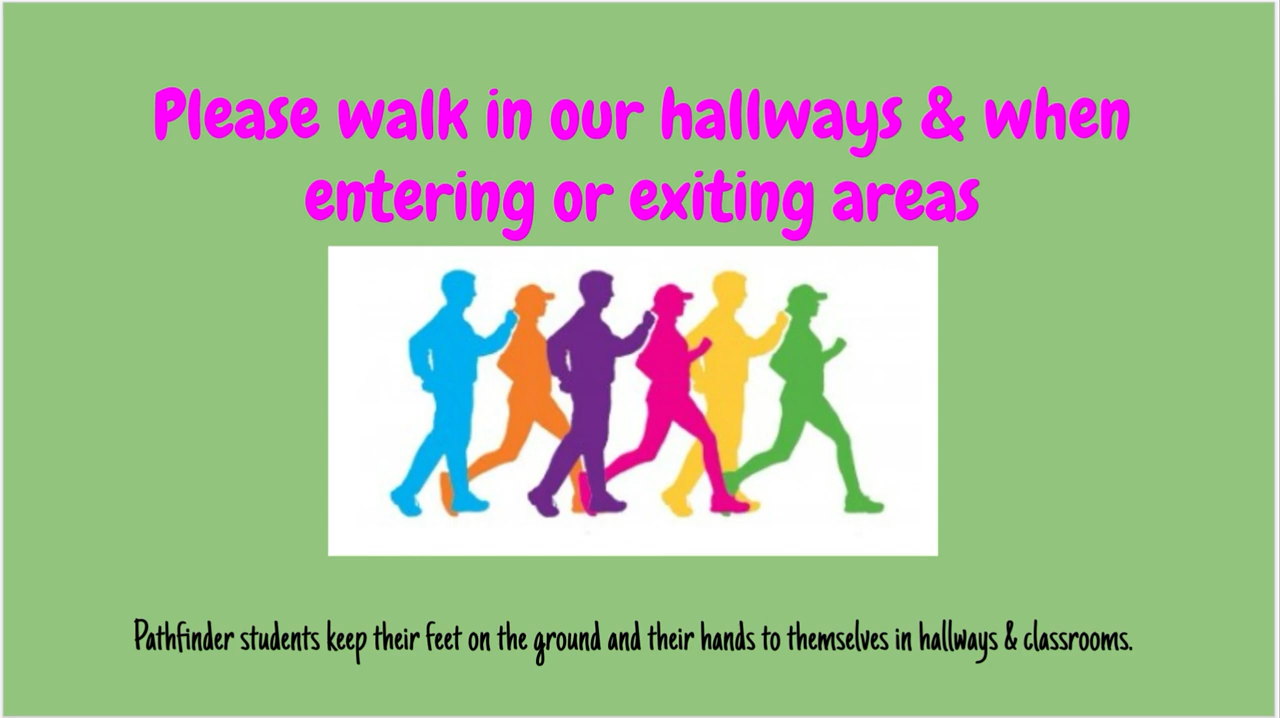 Please walk in our hallways & when
entering or exiting areas
Pathfinder students keep their feet on the ground and their hands to themselves in hallways & classrooms.